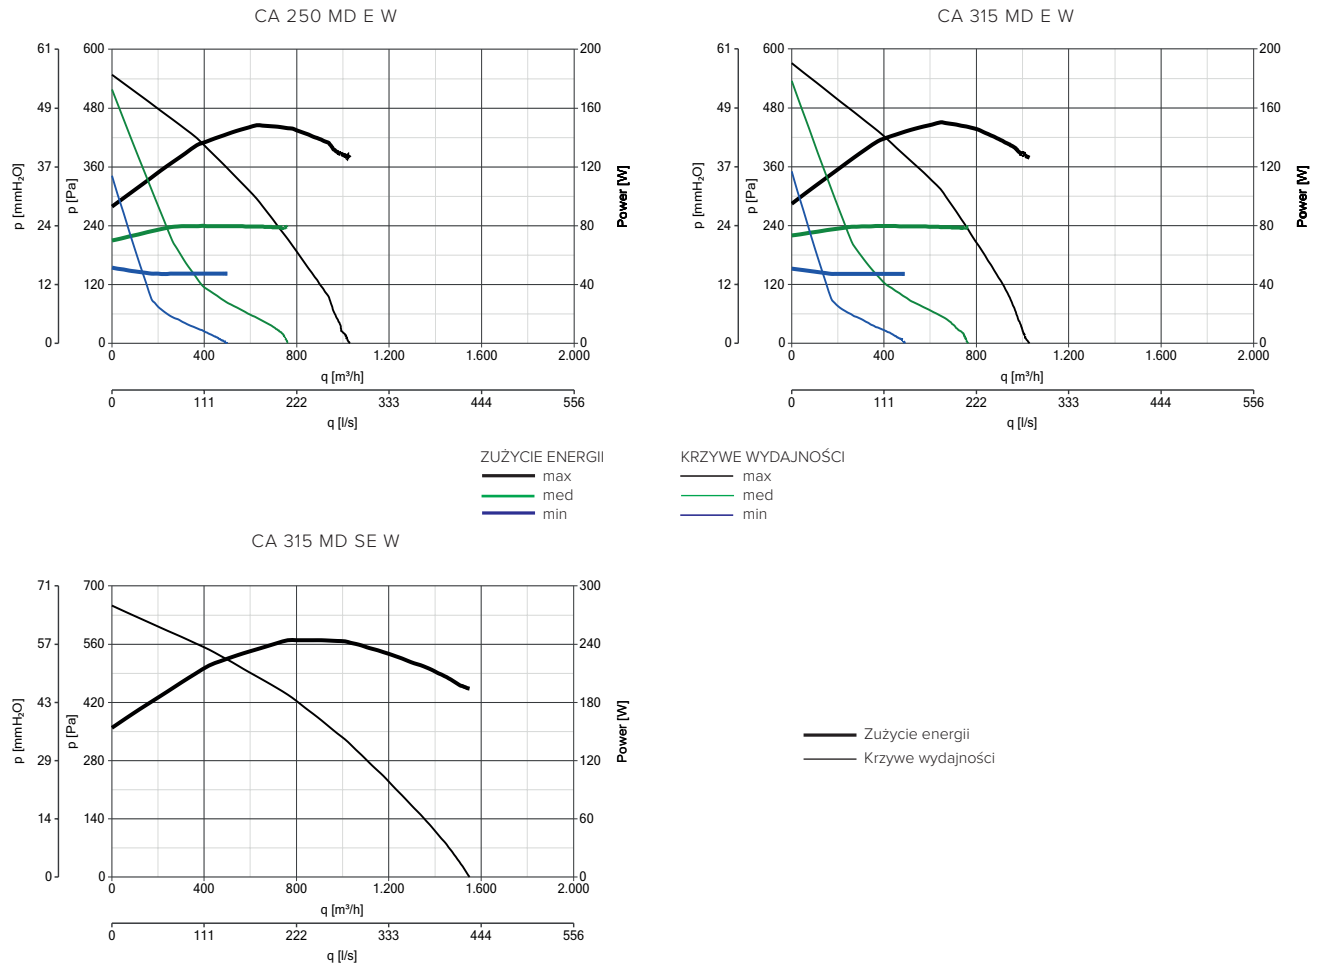 CA 250 MD E W
61 600 200
49 480 160
37 360 120
24 240 80
12 120 40
0 0 0
p [mmH₂O]
p [Pa]
Power [W]
0 400 800 1.200 1.600 2.000
q [m³/h]
0 111 222 333 444 556
q [l/s]
CA 315 MD E W
61 600 200
49 480 160
37 360 120
24 240 80
12 120 40
0 0 0
p [mmH₂O]
p [Pa]
Power [W]
0 400 800 1.200 1.600 2.000
q [m³/h]
0 111 222 333 444 556
q [l/s]
ZUŻYCIE ENERGII
max
med
min
KRZYWE WYDAJNOŚCI
max
med
min
CA 315 MD SE W
71 700 300
57 560 240
43 420 180
29 280 120
14 140 60
0 0 0
p [mmH₂O]
p [Pa]
Power [W]
0 400 800 1.200 1.600 2.000
q [m³/h]
0 111 222 333 444 556
q [l/s]
Zużycie energii
Krzywe wydajności